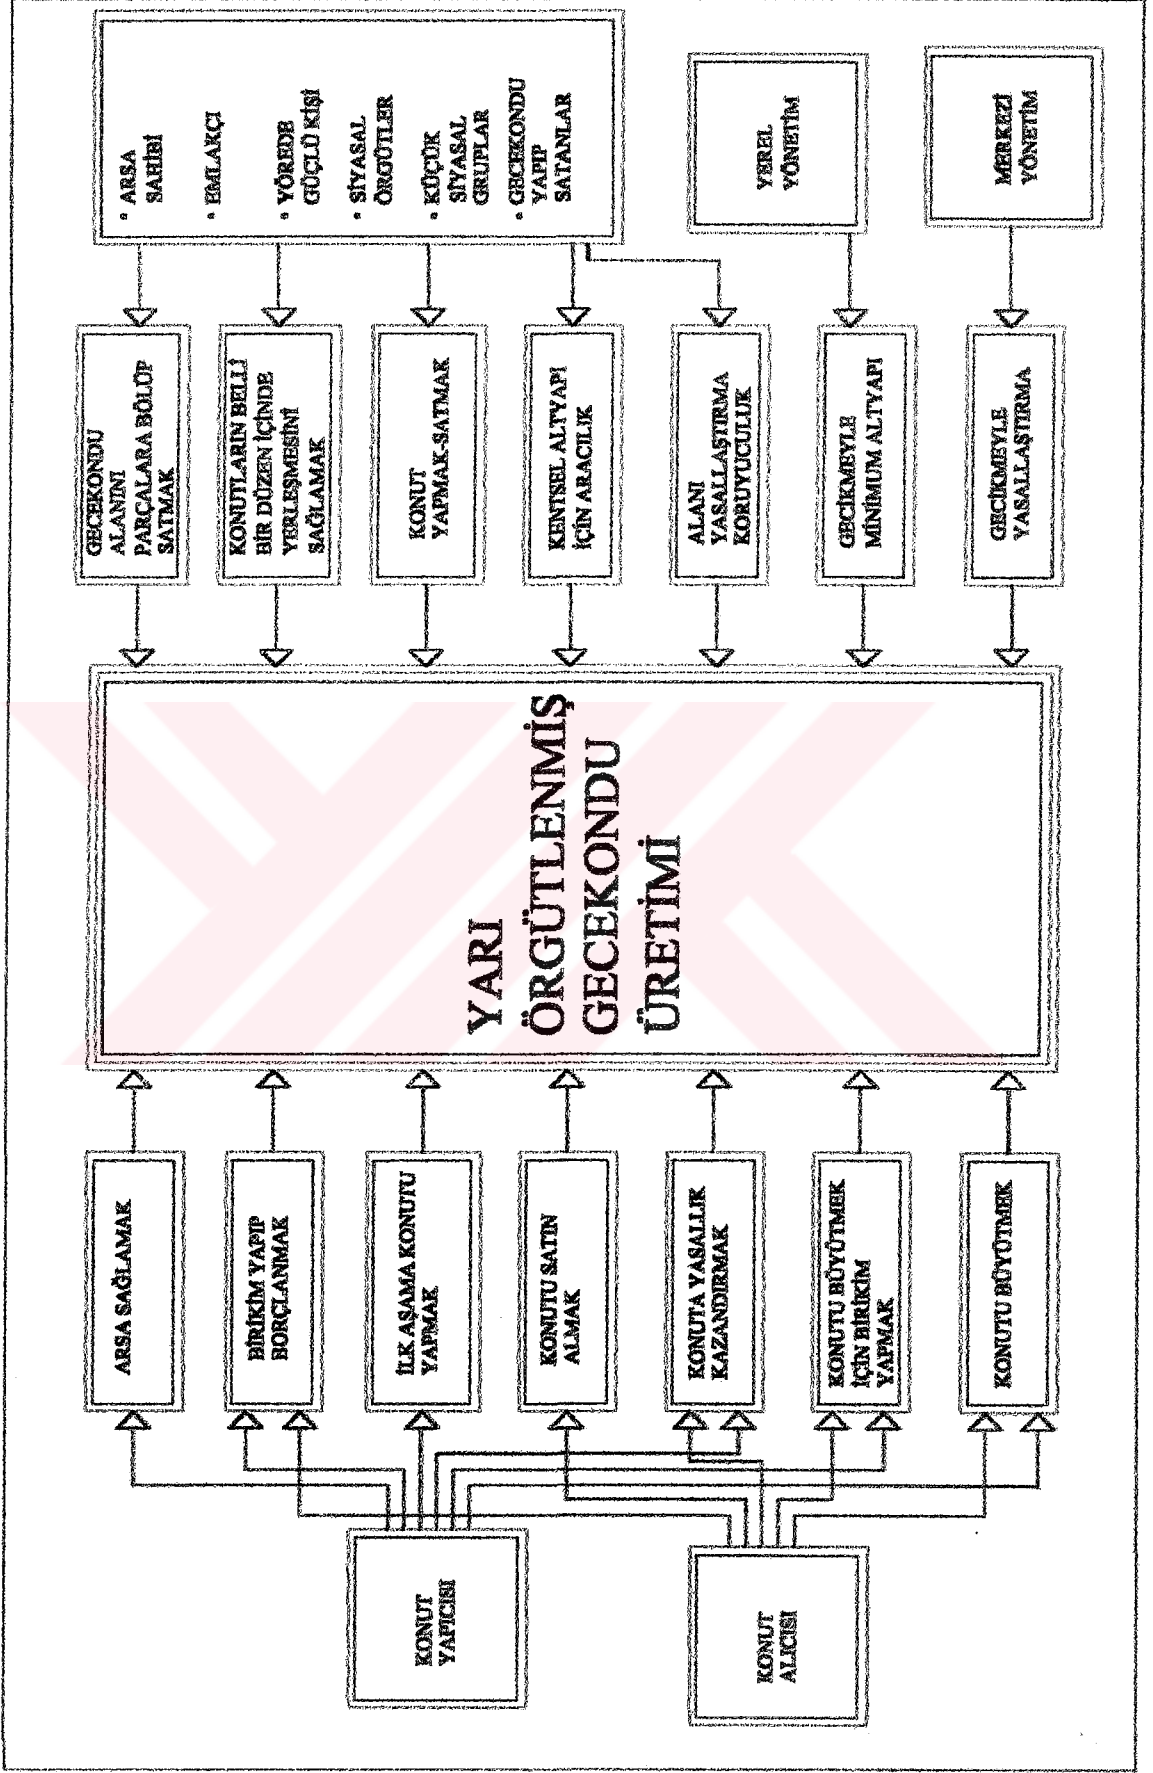 KONUT
YAPICISI
KONUT
ALICISI
ARSA SAĞLAMAK
BİRİKİM YAPIP
BORÇLANMAK
İLK AŞAMA KONUTU
YAPMAK
KONUTU SATIN
ALMAK
KONUTA YASALLIK
KAZANDIRMAK
KONUTU BÜYÜTMEK
İÇİN BİRİKİM
YAPMAK
KONUTU BÜYÜTMEK
YARI
ÖRGÜTLENMİŞ
GECEKONDU
ÜRETİMİ
GECEKONDU
ALANINI
PARÇALARA BÖLÜP
SATMAK
KONUTLARIN BELLİ
BİR DÜZEN İÇİNDE
YERLEŞMESİNİ
SAĞLAMAK
KONUT
YAPMAK-SATMAK
KENTSEL ALTYAPI
İÇİN ARACILIK
ALANI
YASALLAŞTIRMA
KORUYUCULUK
GECİKMEYLE
MİNİMUM ALTYAPI
GECİKMEYLE
YASALLAŞTIRMA
• ARSA
SAHİBİ
• EMLAKÇI
• YÖREDE
GÜÇLÜ KİŞİ
• SİYASAL
ÖRGÜTLER
• KÜÇÜK
SİYASAL
GRUPLAR
• GECEKONDU
YAPIP
SATANLAR
YEREL
YÖNETİM
MERKEZİ
YÖNETİM